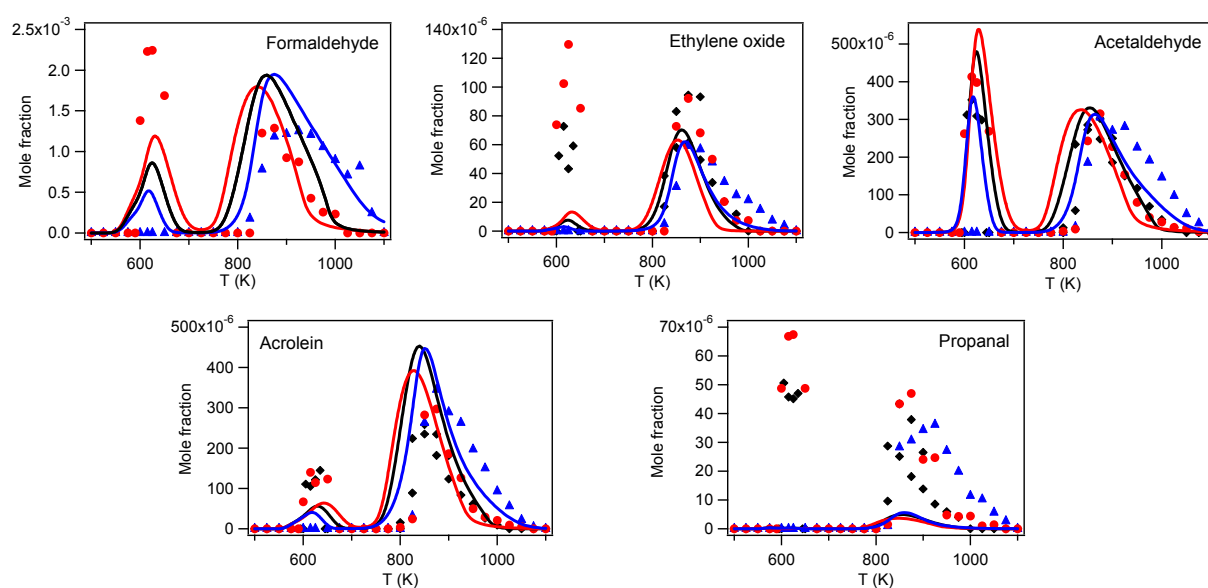 Formaldehyde
2.5x10⁻³
2.0
1.5
1.0
0.5
0.0
Mole fraction
600
800
1000
T (K)
Ethylene oxide
140x10⁻⁶
120
100
80
60
40
20
0
Mole fraction
600
800
1000
T (K)
Acetaldehyde
500x10⁻⁶
400
300
200
100
0
Mole fraction
600
800
1000
T (K)
Acrolein
500x10⁻⁶
400
300
200
100
0
Mole fraction
600
800
1000
T (K)
Propanal
70x10⁻⁶
60
50
40
30
20
10
0
Mole fraction
600
800
1000
T (K)